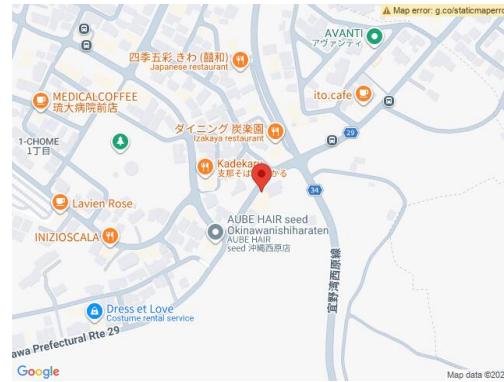 Map error: g.co/staticmaperro
AVANTI
アヴァンティ
四季五彩 きわ (囍和)
Japanese restaurant
MEDICALCOFFEE
琉大病院前店
ito.cafe
ダイニング 炭楽園
Izakaya restaurant
29
1-CHOME
1丁目
Kadekaru
支那そば かでかる
34
Lavien Rose
AUBE HAIR seed
Okinawanishiharaten
AUBE HAIR
seed 沖縄西原店
INIZIOSCALA
宜野湾西原線
Dress et Love
Costume rental service
awa Prefectural Rte 29
Google
Map data ©202